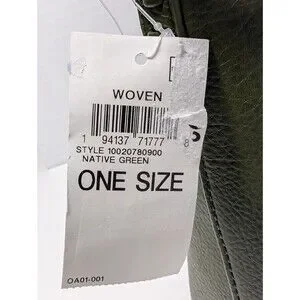 WOVEN
1 94137 71777 8
STYLE 10020780900
NATIVE GREEN
ONE SIZE
OA01-001